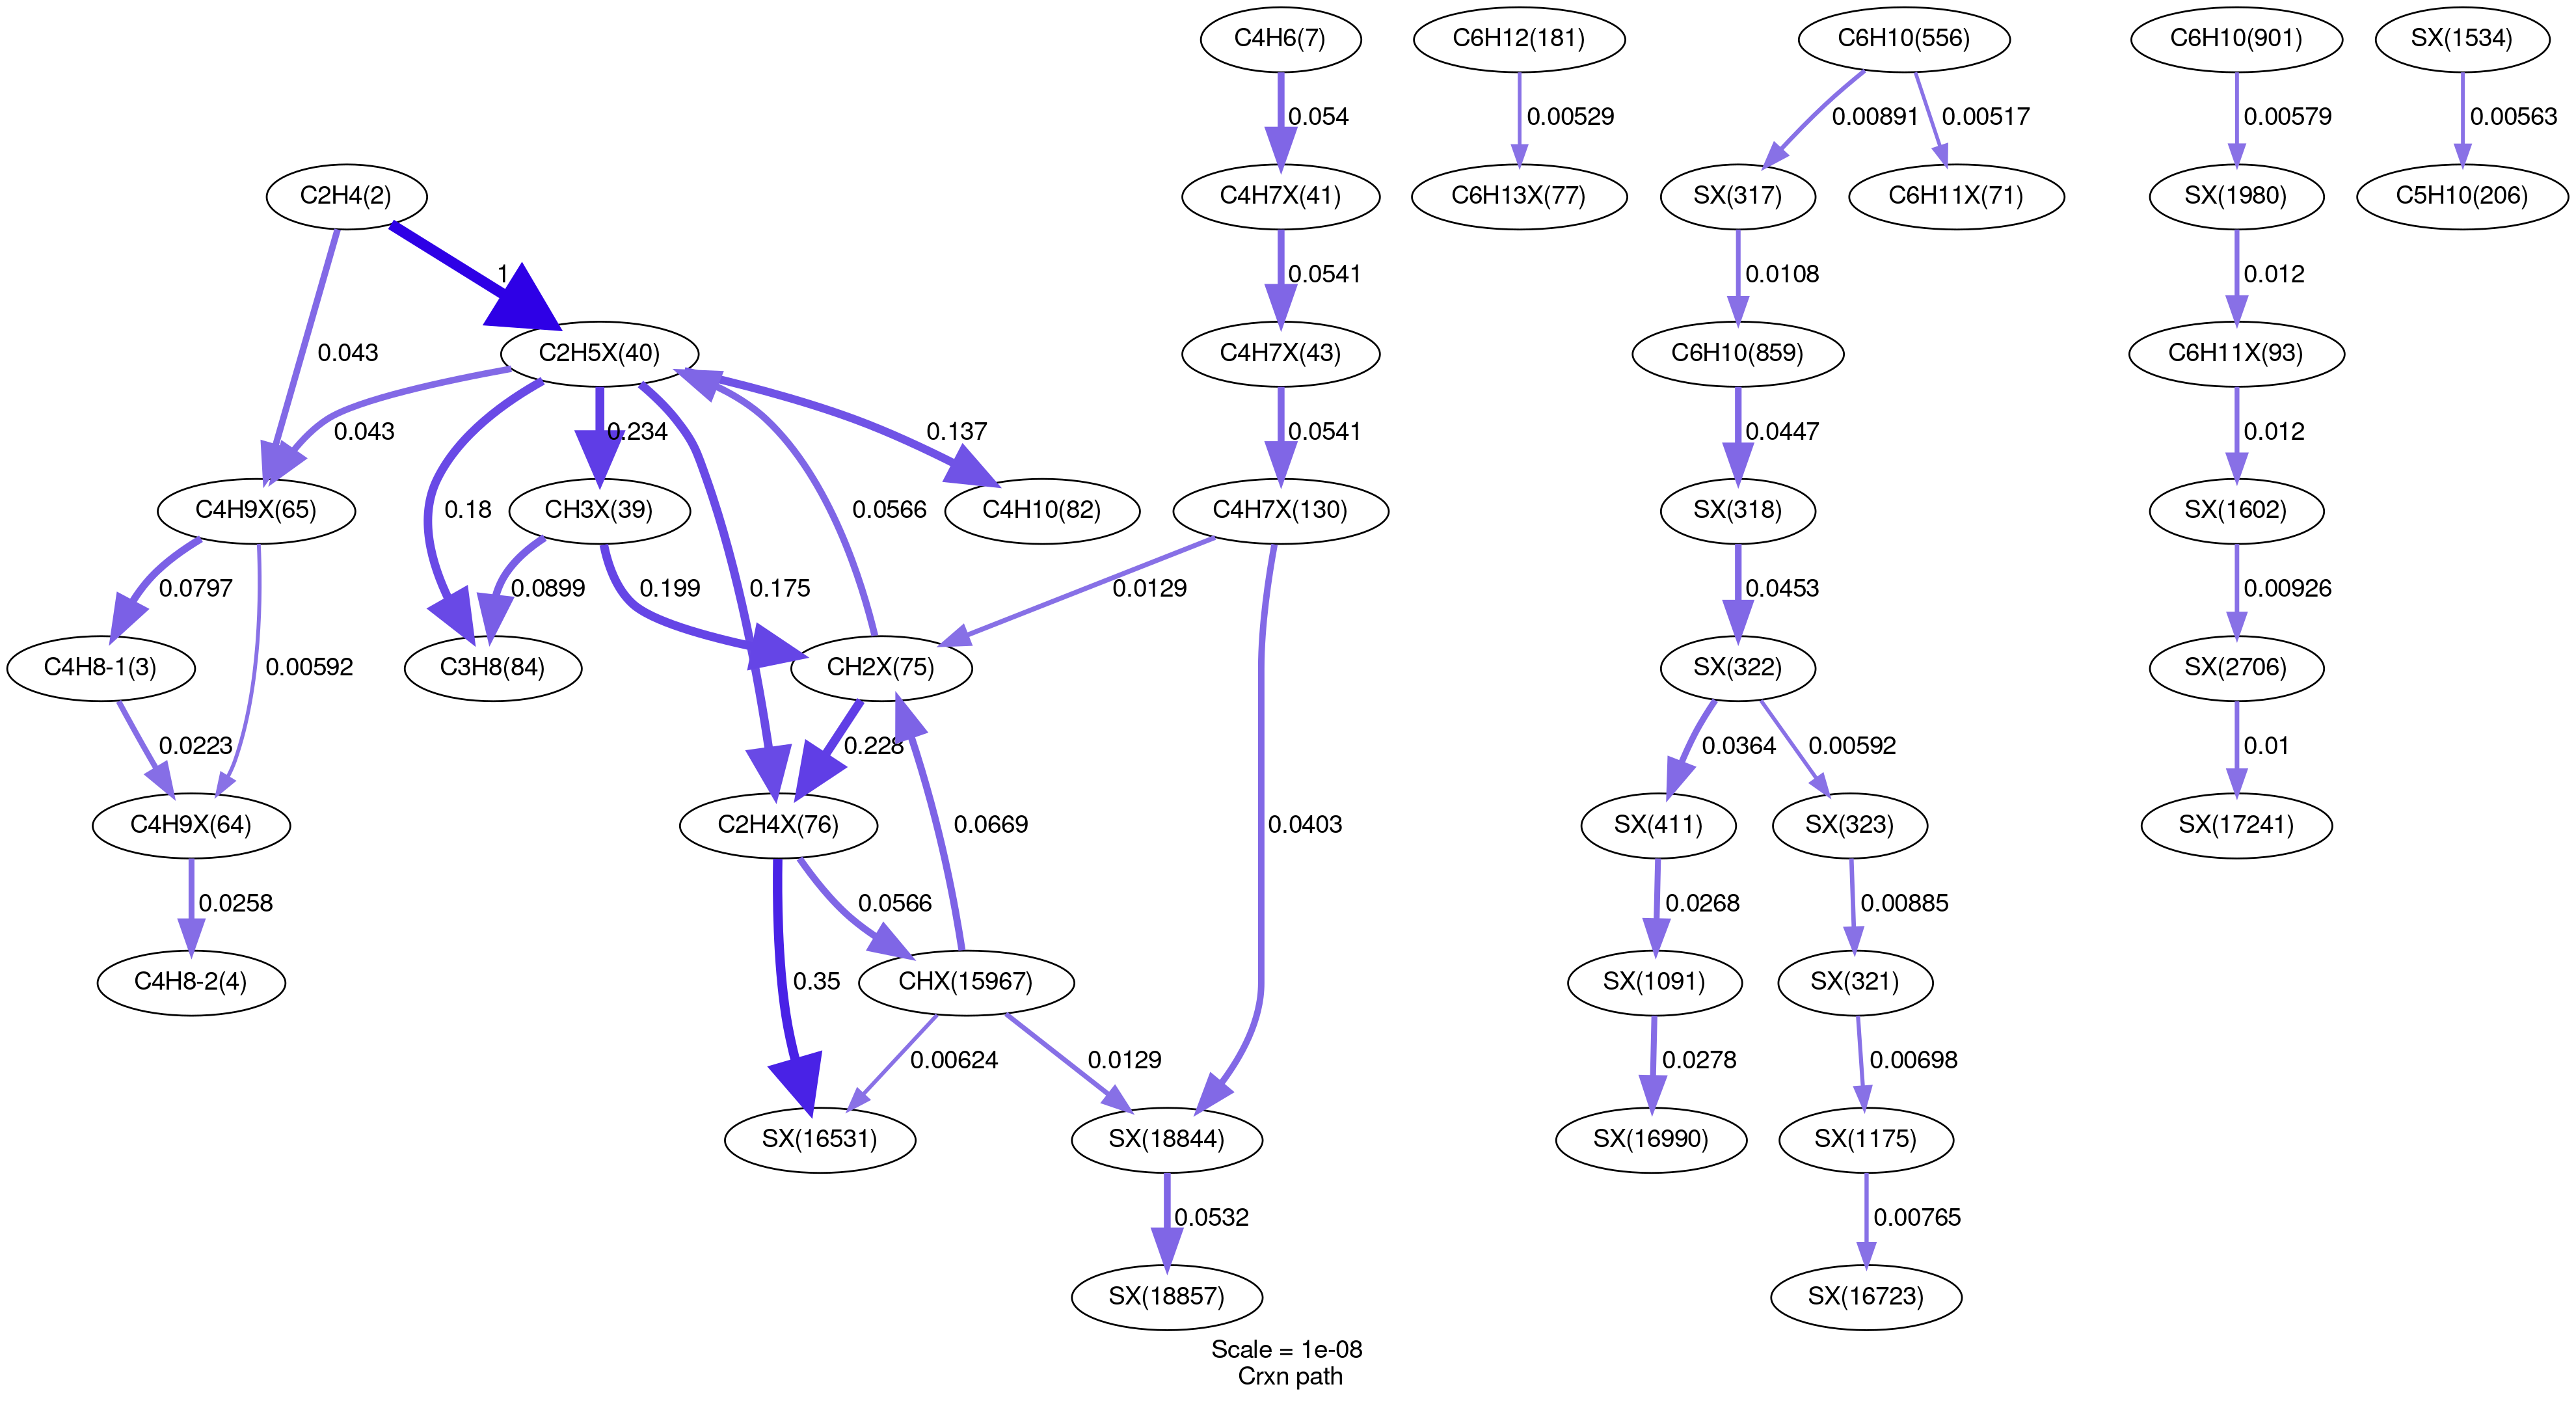 C4H6(7)
C6H12(181)
C6H10(556)
C6H10(901)
SX(1534)
0.054
0.00529
0.00891
0.00517
0.00579
0.00563
C2H4(2)
C4H7X(41)
C6H13X(77)
SX(317)
C6H11X(71)
SX(1980)
C5H10(206)
1
0.0541
0.0108
0.012
0.043
C2H5X(40)
C4H7X(43)
C6H10(859)
C6H11X(93)
0.043
0.234
0.137
0.0541
0.0447
0.012
0.18
0.0566
C4H9X(65)
CH3X(39)
C4H10(82)
C4H7X(130)
SX(318)
SX(1602)
0.0797
0.0899
0.199
0.175
0.0129
0.0453
0.00926
0.00592
C4H8-1(3)
C3H8(84)
CH2X(75)
SX(322)
SX(2706)
0.0223
0.228
0.0364
0.00592
0.01
C4H9X(64)
C2H4X(76)
0.0669
0.0403
SX(411)
SX(323)
SX(17241)
0.0258
0.0566
0.0268
0.00885
C4H8-2(4)
0.35
CHX(15967)
SX(1091)
SX(321)
0.00624
0.0129
0.0278
0.00698
SX(16531)
SX(18844)
SX(16990)
SX(1175)
0.0532
0.00765
SX(18857)
SX(16723)
Scale = 1e-08
Crxn path